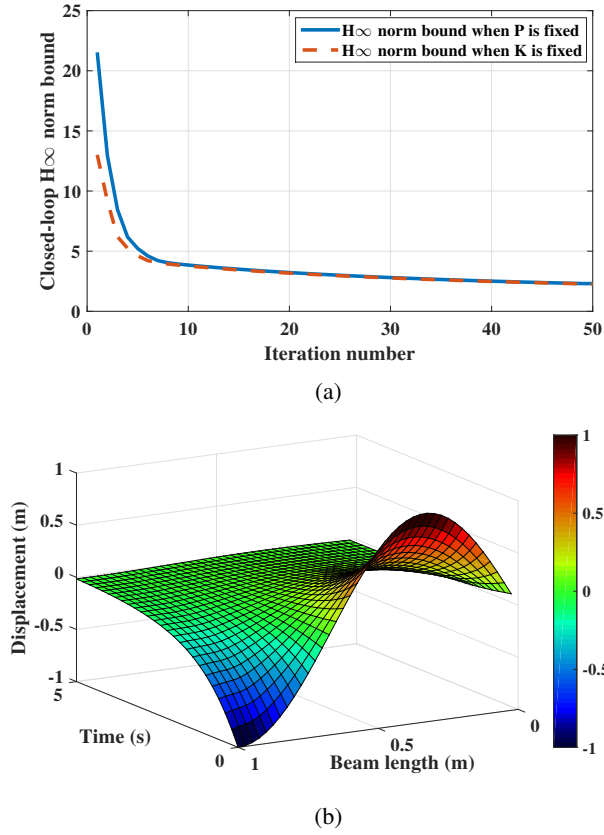 25
20
15
10
5
0
Closed-loop H∞ norm bound
H∞ norm bound when P is fixed
H∞ norm bound when K is fixed
0 10 20 30 40 50
Iteration number
(a)
1
0.5
0
-0.5
-1
Displacement (m)
5
0
Time (s)
1
0.5
0
Beam length (m)
1
0.5
0
-0.5
-1
(b)